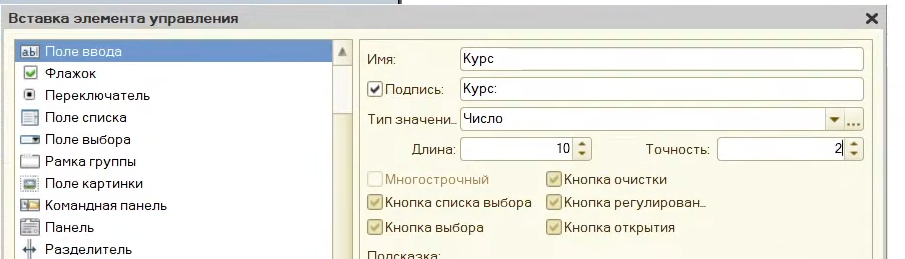 Вставка элемента управления
Поле ввода
Флажок
Переключатель
Поле списка
Поле выбора
Рамка группы
Поле картинки
Командная панель
Панель
Разделитель
Имя: Курс
Подпись: Курс:
Тип значени... Число
Длина: 10 Точность: 2
Многострочный Кнопка очистки
Кнопка списка выбора Кнопка регулирован...
Кнопка выбора Кнопка открытия
Подсказка: